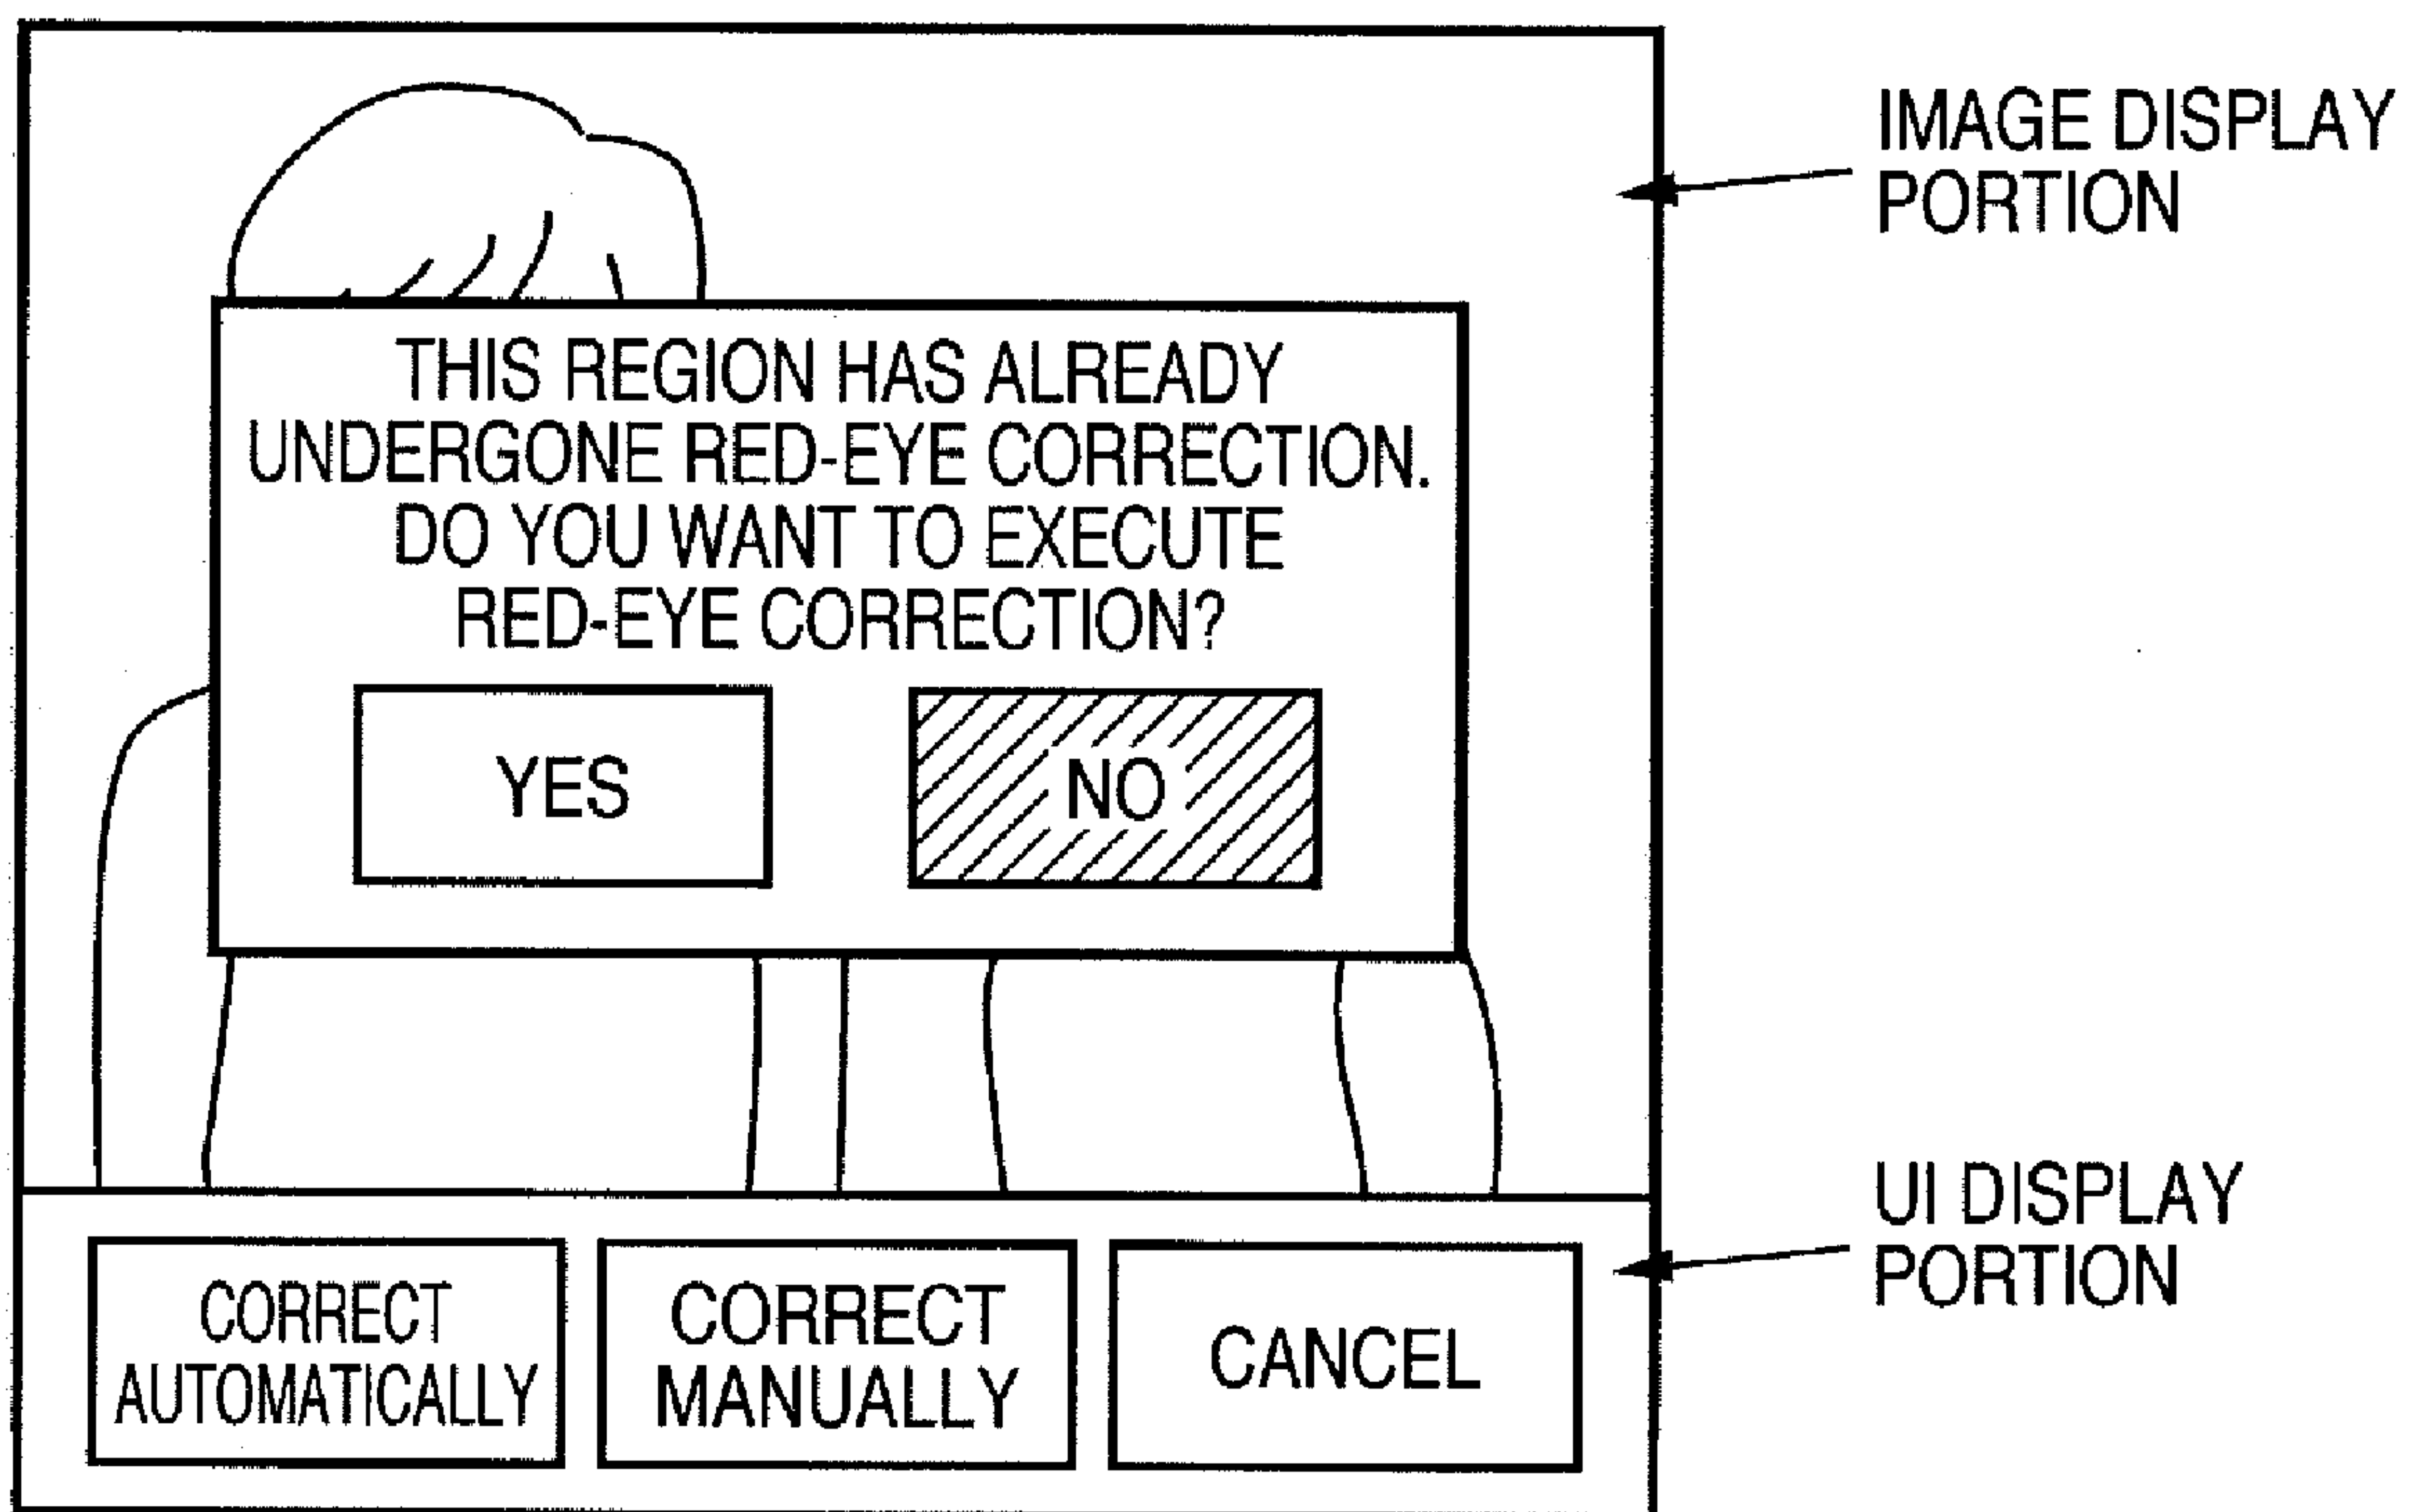 IMAGE DISPLAY
PORTION
THIS REGION HAS ALREADY
UNDERGONE RED-EYE CORRECTION.
DO YOU WANT TO EXECUTE
RED-EYE CORRECTION?
YES
NO
UI DISPLAY
PORTION
CORRECT
AUTOMATICALLY
CORRECT
MANUALLY
CANCEL